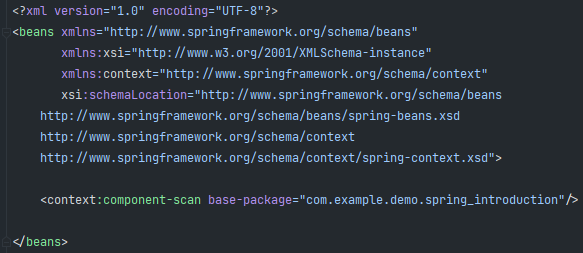 <?xml version="1.0" encoding="UTF-8"?>
<beans xmlns="http://www.springframework.org/schema/beans"
       xmlns:xsi="http://www.w3.org/2001/XMLSchema-instance"
       xmlns:context="http://www.springframework.org/schema/context"
       xsi:schemaLocation="http://www.springframework.org/schema/beans
    http://www.springframework.org/schema/beans/spring-beans.xsd
    http://www.springframework.org/schema/context
    http://www.springframework.org/schema/context/spring-context.xsd">

    <context:component-scan base-package="com.example.demo.spring_introduction"/>

</beans>